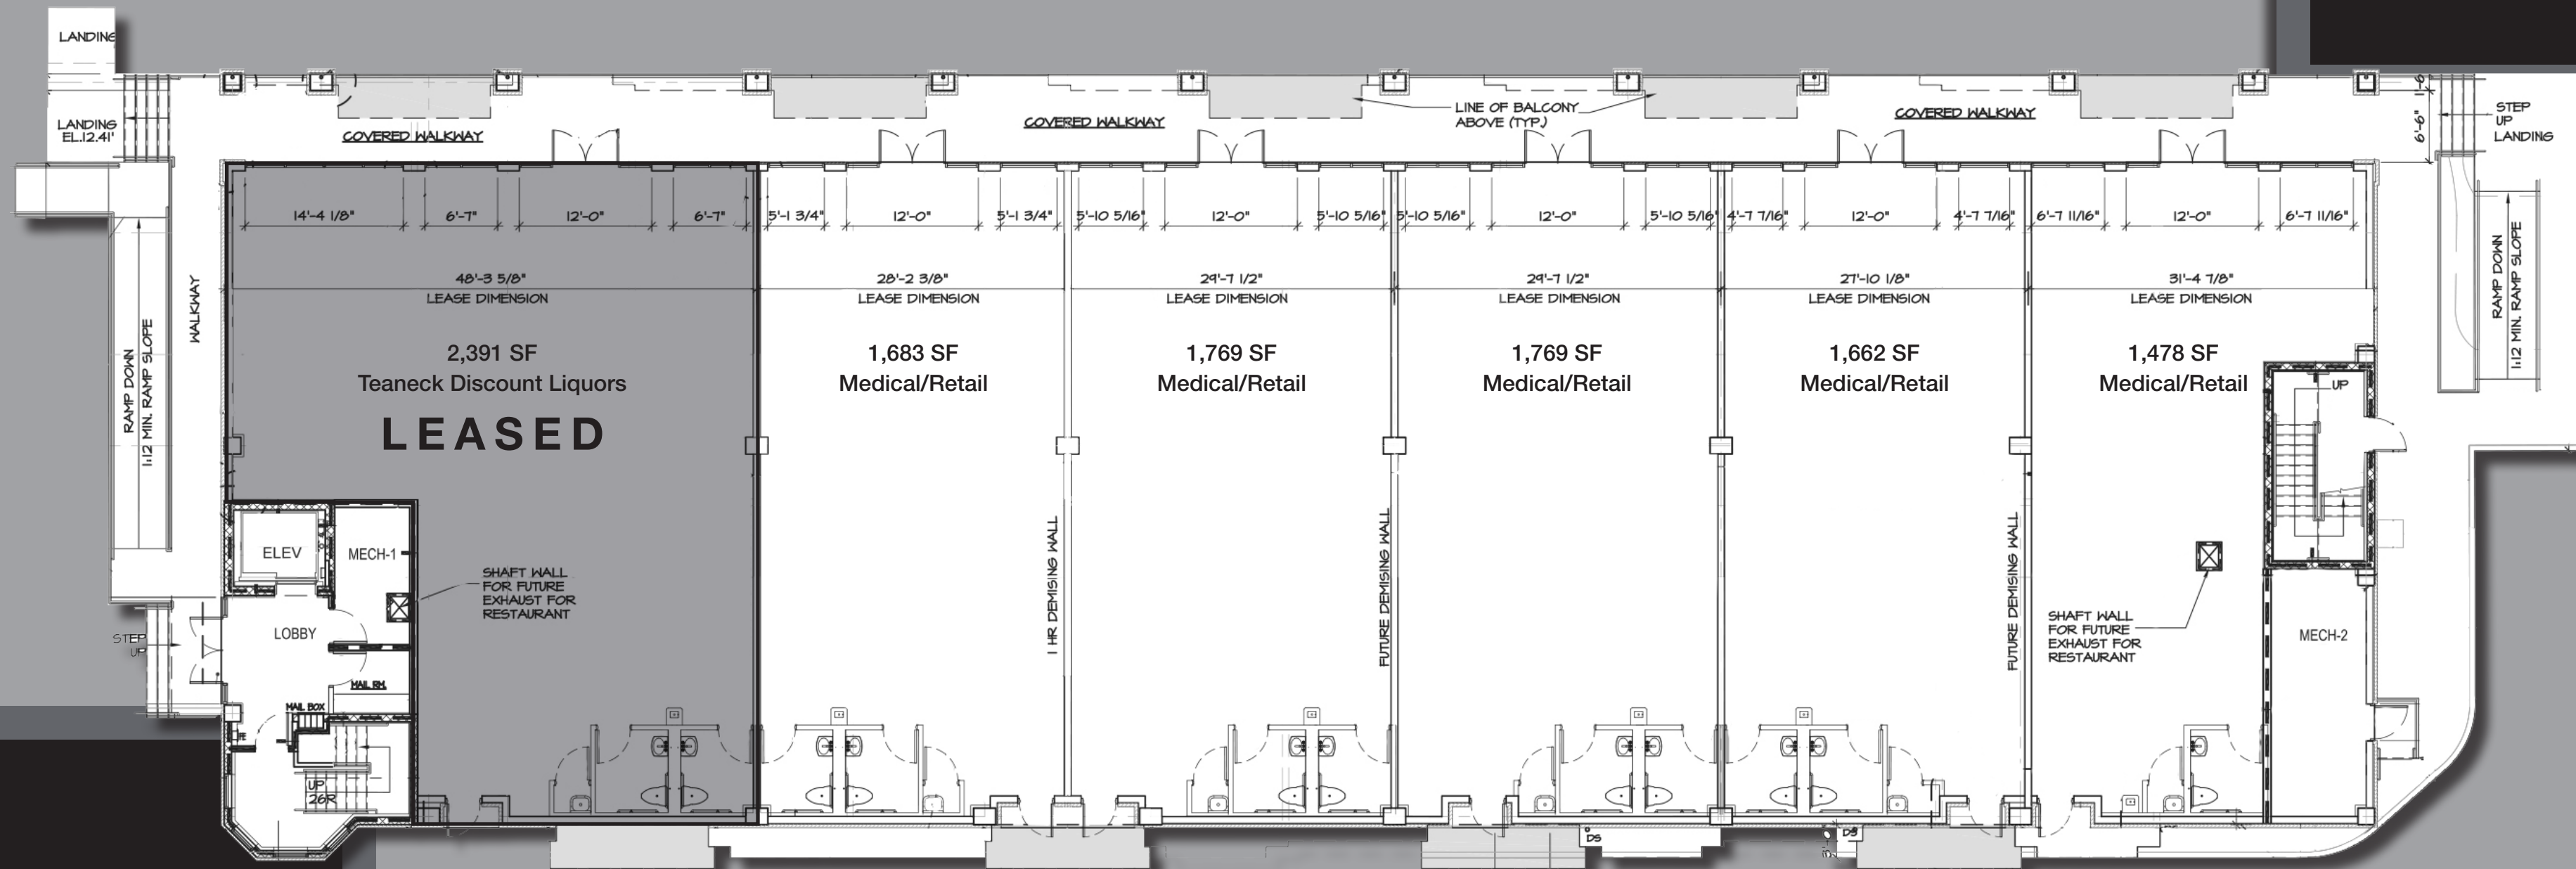 LANDING
LANDING
EL.12.41'
COVERED WALKWAY
COVERED WALKWAY
LINE OF BALCONY
ABOVE (TYP.)
COVERED WALKWAY
1'-6"
6'-6"
STEP
UP
LANDING
14'-4 1/8"
6'-7"
12'-0"
6'-7"
5'-1 3/4"
12'-0"
5'-1 3/4"
5'-10 5/16"
12'-0"
5'-10 5/16"
5'-10 5/16"
12'-0"
5'-10 5/16"
4'-7 7/16"
12'-0"
4'-7 7/16"
6'-7 11/16"
12'-0"
6'-7 11/16"
48'-3 5/8"
LEASE DIMENSION
28'-2 3/8"
LEASE DIMENSION
29'-7 1/2"
LEASE DIMENSION
29'-7 1/2"
LEASE DIMENSION
27'-10 1/8"
LEASE DIMENSION
31'-4 7/8"
LEASE DIMENSION
WALKWAY
RAMP DOWN
1:12 MIN. RAMP SLOPE
RAMP DOWN
1:12 MIN. RAMP SLOPE
2,391 SF
Teaneck Discount Liquors
LEASED
1,683 SF
Medical/Retail
1,769 SF
Medical/Retail
1,769 SF
Medical/Retail
1,662 SF
Medical/Retail
1,478 SF
Medical/Retail
UP
ELEV
MECH-1
SHAFT WALL
FOR FUTURE
EXHAUST FOR
RESTAURANT
1 HR DEMISING WALL
FUTURE DEMISING WALL
FUTURE DEMISING WALL
SHAFT WALL
FOR FUTURE
EXHAUST FOR
RESTAURANT
MECH-2
STEP
UP
LOBBY
MAIL RM.
MAIL BOX
FE
UP
26R
DS
DS